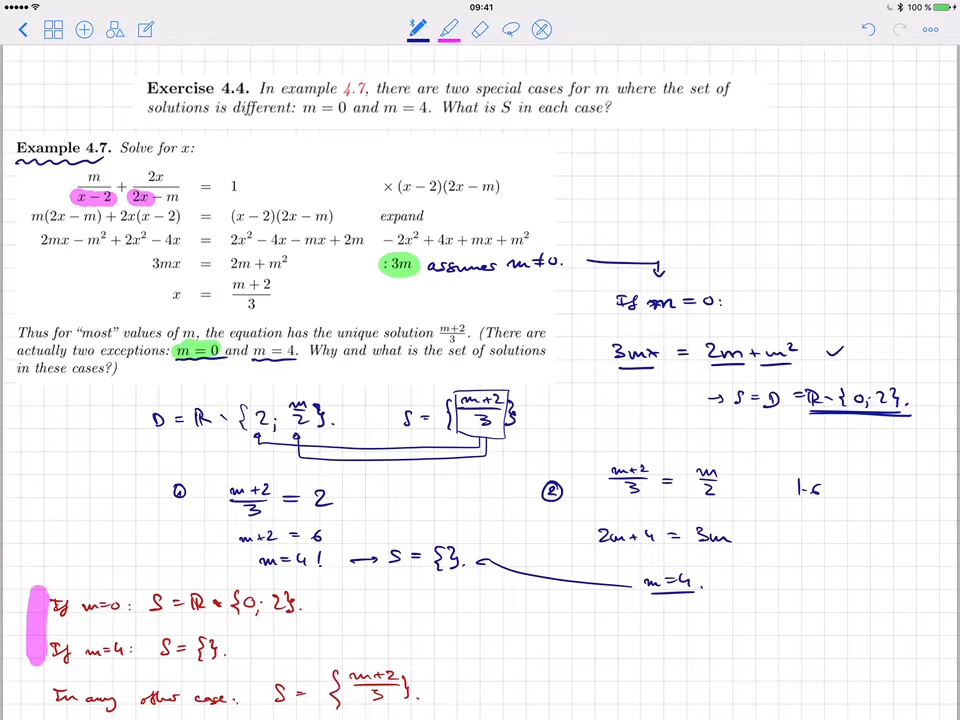 09:41
100 %
Exercise 4.4. In example 4.7, there are two special cases for m where the set of
solutions is different: m = 0 and m = 4. What is S in each case?
Example 4.7. Solve for x:
m/(x − 2) + 2x/(2x − m) = 1 × (x − 2)(2x − m)
m(2x − m) + 2x(x − 2) = (x − 2)(2x − m) expand
2mx − m² + 2x² − 4x = 2x² − 4x − mx + 2m − 2x² + 4x + mx + m²
3mx = 2m + m² : 3m assumes m ≠ 0.
x = (m + 2)/3
If m = 0:
Thus for “most” values of m, the equation has the unique solution (m+2)/3. (There are
actually two exceptions: m = 0 and m = 4. Why and what is the set of solutions
in these cases?)
3mx = 2m + m² ✓
→ S = D = ℝ \ {0; 2}.
D = ℝ \ {2; m/2}. S = {(m+2)/3}
① (m+2)/3 = 2
m+2 = 6
m = 4 ! → S = {}.
② (m+2)/3 = m/2 |·6
2m + 4 = 3m
m = 4.
If m=0: S = ℝ \ {0; 2}.
If m=4: S = {}.
In any other case: S = {(m+2)/3}.